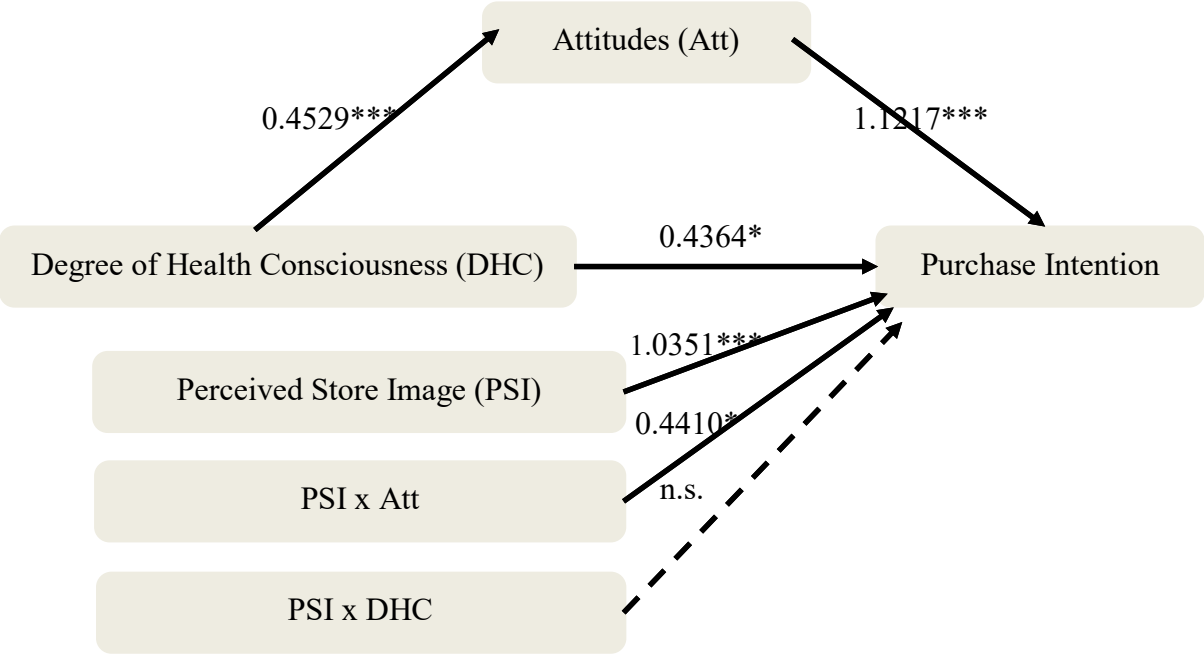 Attitudes (Att)
0.4529***
1.1217***
0.4364*
Degree of Health Consciousness (DHC)
Purchase Intention
1.0351***
Perceived Store Image (PSI)
0.4410*
PSI x Att
n.s.
PSI x DHC